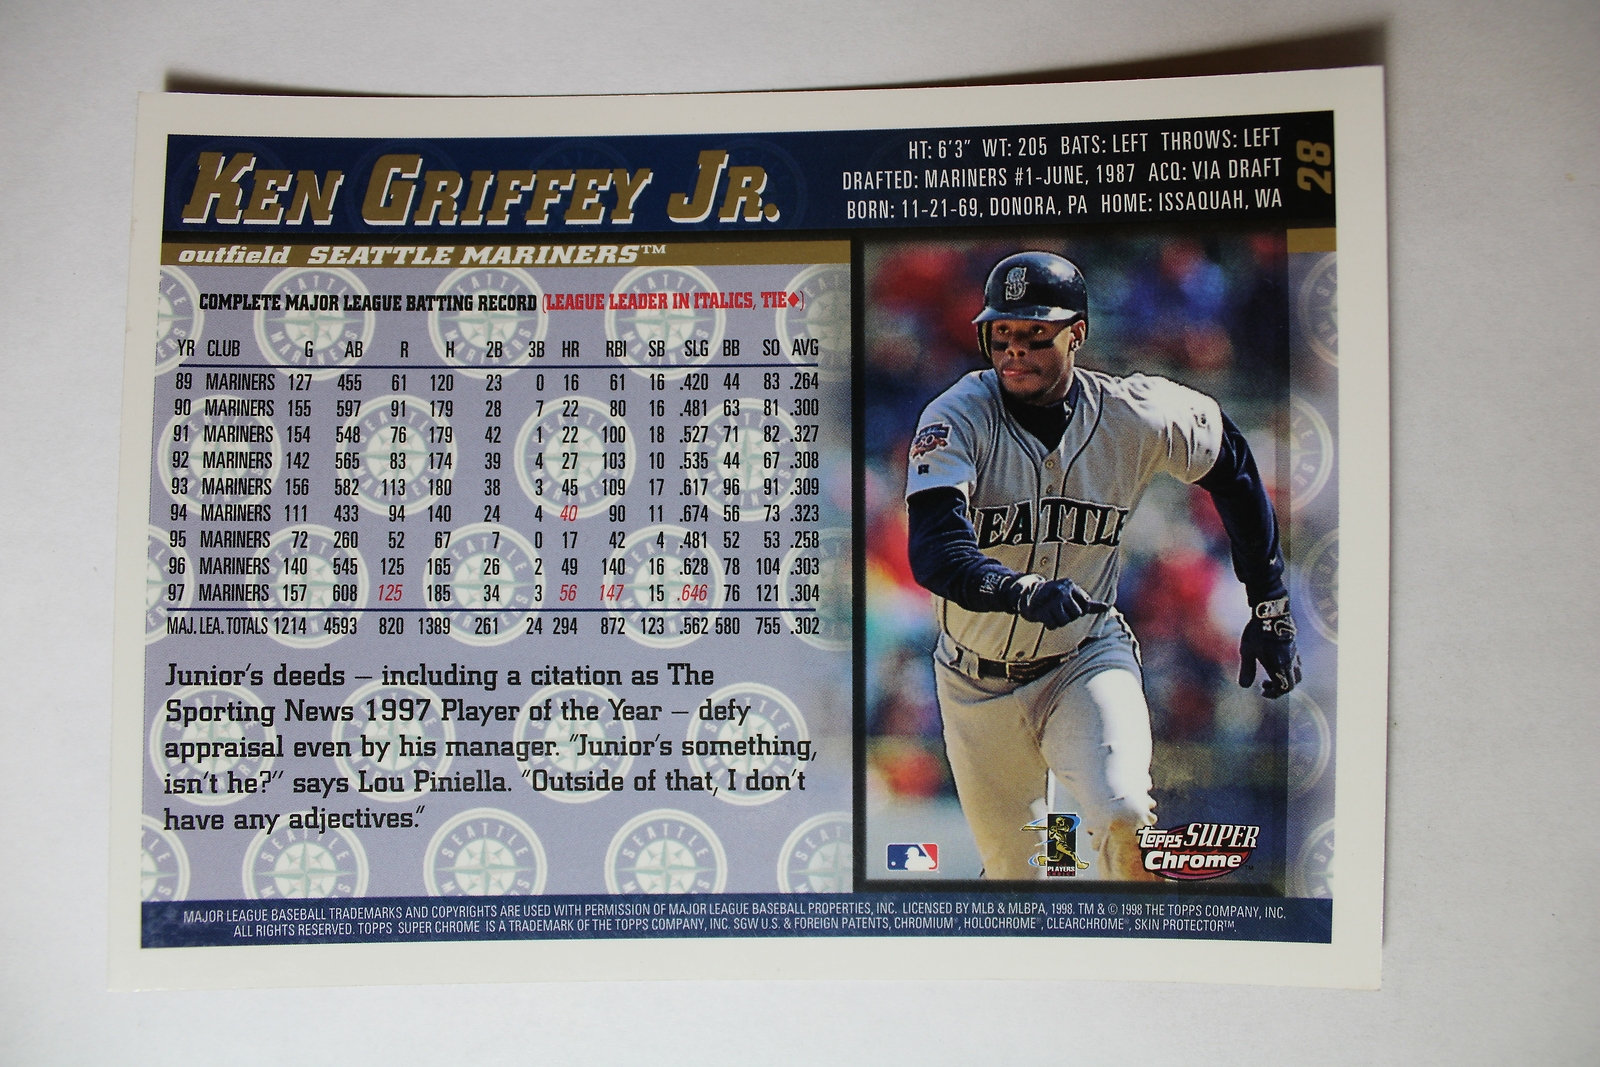 KEN GRIFFEY JR.
HT: 6'3" WT: 205 BATS: LEFT THROWS: LEFT
DRAFTED: MARINERS #1-JUNE, 1987 ACQ: VIA DRAFT
BORN: 11-21-69, DONORA, PA HOME: ISSAQUAH, WA
28
outfield SEATTLE MARINERS™
COMPLETE MAJOR LEAGUE BATTING RECORD (LEAGUE LEADER IN ITALICS, TIE♦)
YR CLUB G AB R H 2B 3B HR RBI SB SLG BB SO AVG
89 MARINERS 127 455 61 120 23 0 16 61 16 .420 44 83 .264
90 MARINERS 155 597 91 179 28 7 22 80 16 .481 63 81 .300
91 MARINERS 154 548 76 179 42 1 22 100 18 .527 71 82 .327
92 MARINERS 142 565 83 174 39 4 27 103 10 .535 44 67 .308
93 MARINERS 156 582 113 180 38 3 45 109 17 .617 96 91 .309
94 MARINERS 111 433 94 140 24 4 40 90 11 .674 56 73 .323
95 MARINERS 72 260 52 67 7 0 17 42 4 .481 52 53 .258
96 MARINERS 140 545 125 165 26 2 49 140 16 .628 78 104 .303
97 MARINERS 157 608 125 185 34 3 56 147 15 .646 76 121 .304
MAJ. LEA. TOTALS 1214 4593 820 1389 261 24 294 872 123 .562 580 755 .302
Junior's deeds — including a citation as The
Sporting News 1997 Player of the Year — defy
appraisal even by his manager. "Junior's something,
isn't he?" says Lou Piniella. "Outside of that, I don't
have any adjectives."
S
SEATTLE
PLAYERS
Topps SUPER
Chrome™
MAJOR LEAGUE BASEBALL TRADEMARKS AND COPYRIGHTS ARE USED WITH PERMISSION OF MAJOR LEAGUE BASEBALL PROPERTIES, INC. LICENSED BY MLB & MLBPA, 1998. TM & © 1998 THE TOPPS COMPANY, INC.
ALL RIGHTS RESERVED. TOPPS SUPER CHROME IS A TRADEMARK OF THE TOPPS COMPANY, INC. SGW U.S. & FOREIGN PATENTS, CHROMIUM®, HOLOCHROME®, CLEARCHROME®, SKIN PROTECTOR™.